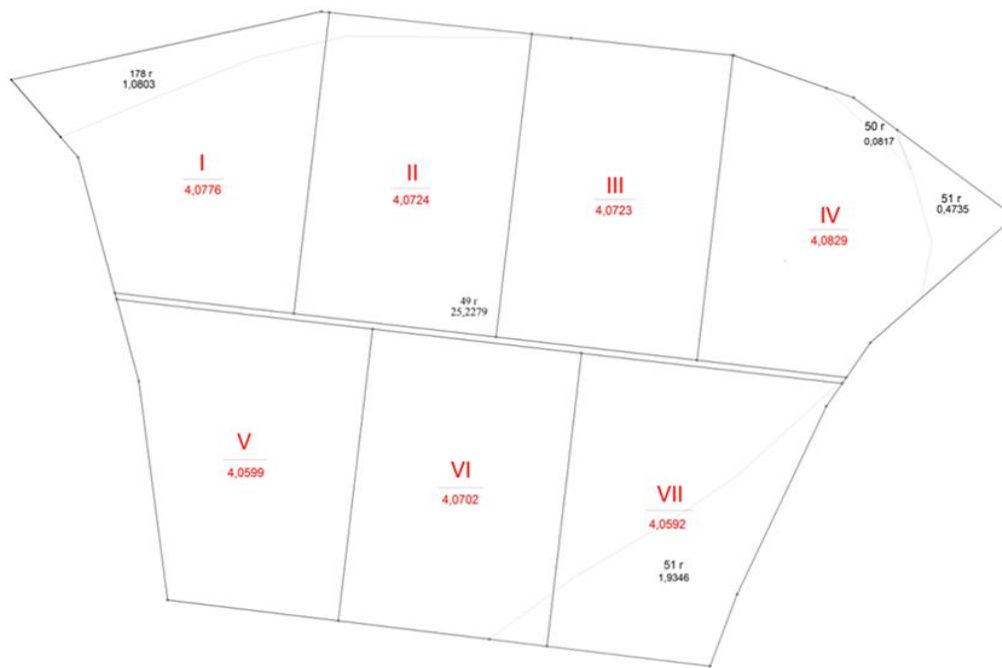 178 r
1,0803
I
4,0776
II
4,0724
III
4,0723
50 r
0,0817
51 r
0,4735
IV
4,0829
49 r
25,2279
V
4,0599
VI
4,0702
VII
4,0592
51 r
1,9346